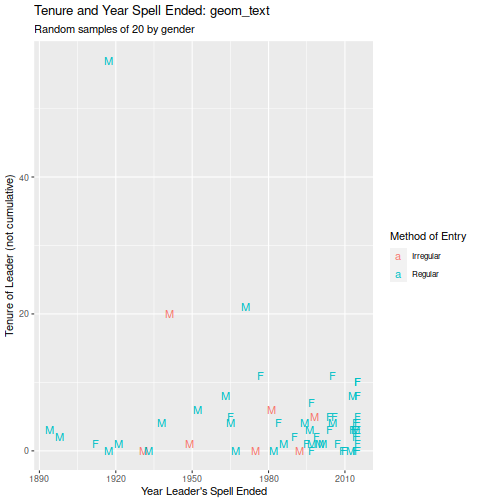 Tenure and Year Spell Ended: geom_text
Random samples of 20 by gender
Tenure of Leader (not cumulative)
40
20
0
M
M
M
F
F
F
M
M
F
M
M
F
M
M
F
F
M
M
F
F
M
M
F
M
M
M
F
F
M
M
M
M
F
M
M
M
M
M
M
F
F
M
F
1890
1920
1950
1980
2010
Year Leader's Spell Ended
Method of Entry
a Irregular
a Regular